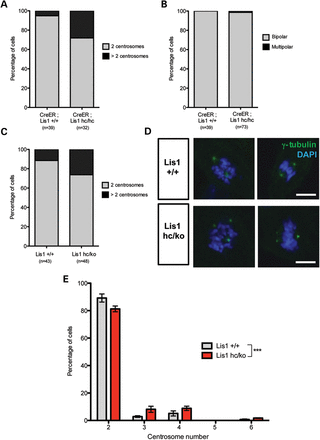 A
Percentage of cells
100
80
60
40
20
0
CreER ;
Lis1 +/+
(n=39)
CreER ;
Lis1 hc/hc
(n=32)
2 centrosomes
> 2 centrosomes
B
Percentage of cells
100
80
60
40
20
0
CreER ;
Lis1 +/+
(n=39)
CreER ;
Lis1 hc/hc
(n=73)
Bipolar
Multipolar
C
Percentage of cells
100
80
60
40
20
0
Lis1 +/+
(n=43)
Lis1 hc/ko
(n=48)
2 centrosomes
> 2 centrosomes
D
γ-tubulin
DAPI
Lis1
+/+
Lis1
hc/ko
E
Percentage of cells
100
80
60
40
20
0
Lis1 +/+
Lis1 hc/ko
***
2 3 4 5 6
Centrosome number